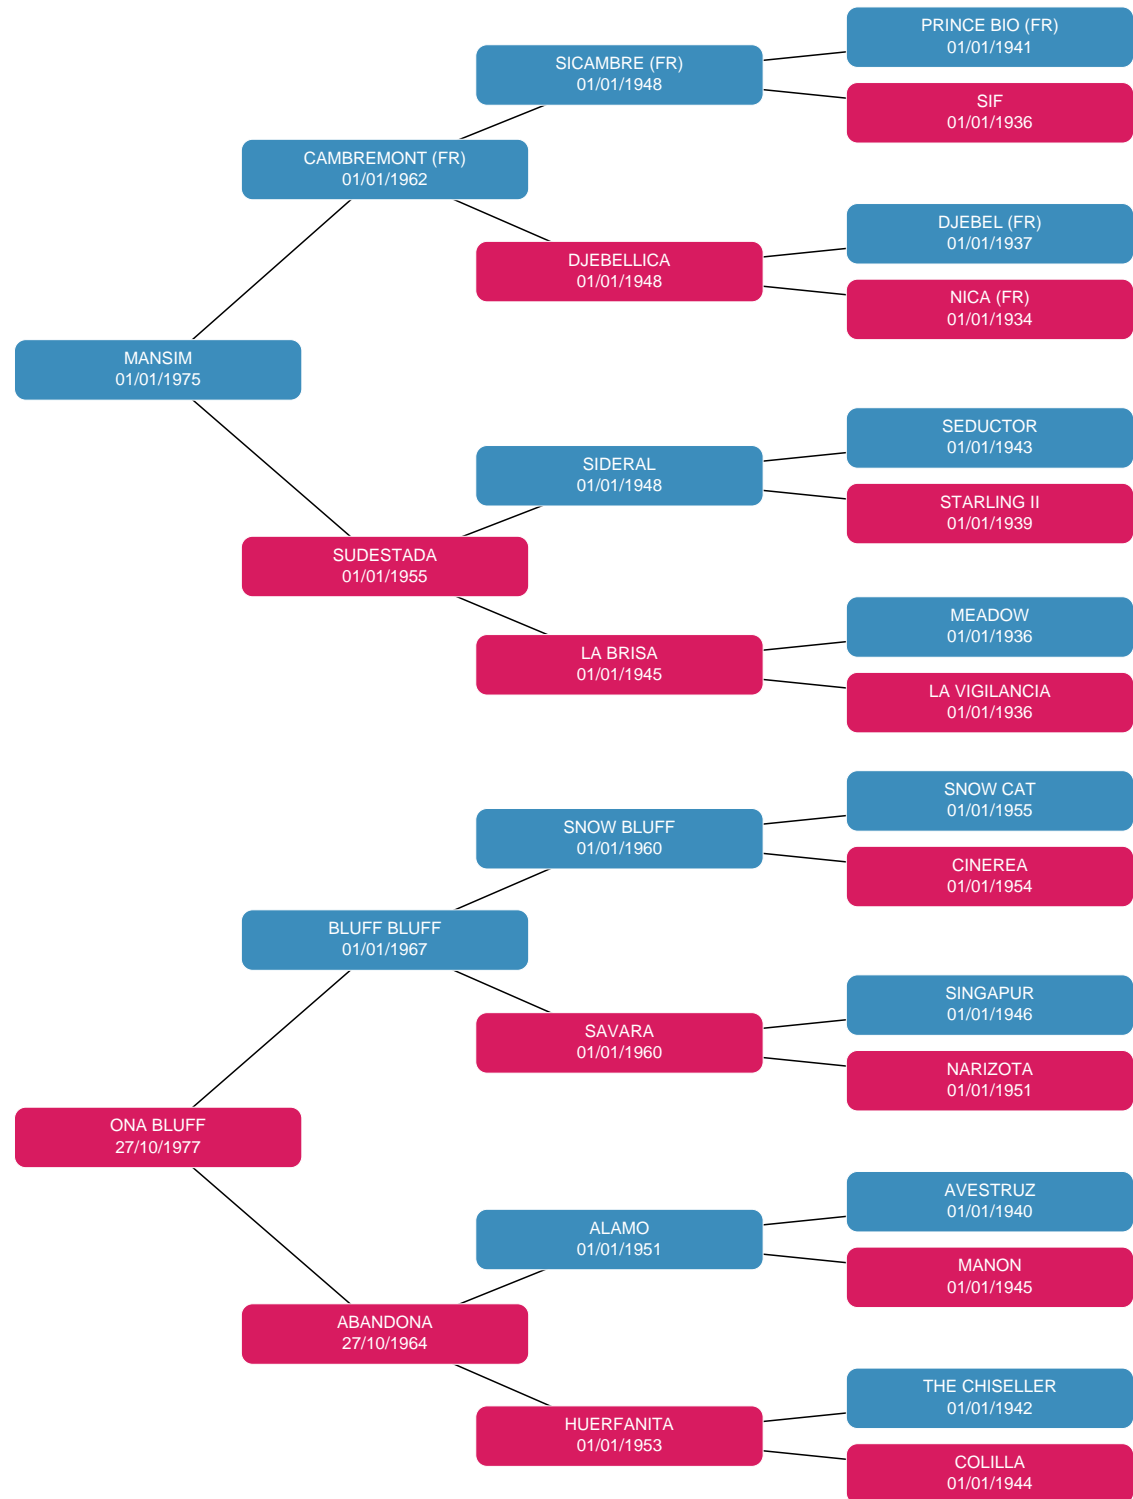 PRINCE BIO (FR)
01/01/1941
SICAMBRE (FR)
01/01/1948
SIF
01/01/1936
CAMBREMONT (FR)
01/01/1962
DJEBEL (FR)
01/01/1937
DJEBELLICA
01/01/1948
NICA (FR)
01/01/1934
MANSIM
01/01/1975
SEDUCTOR
01/01/1943
SIDERAL
01/01/1948
STARLING II
01/01/1939
SUDESTADA
01/01/1955
MEADOW
01/01/1936
LA BRISA
01/01/1945
LA VIGILANCIA
01/01/1936
SNOW CAT
01/01/1955
SNOW BLUFF
01/01/1960
CINEREA
01/01/1954
BLUFF BLUFF
01/01/1967
SINGAPUR
01/01/1946
SAVARA
01/01/1960
NARIZOTA
01/01/1951
ONA BLUFF
27/10/1977
AVESTRUZ
01/01/1940
ALAMO
01/01/1951
MANON
01/01/1945
ABANDONA
27/10/1964
THE CHISELLER
01/01/1942
HUERFANITA
01/01/1953
COLILLA
01/01/1944